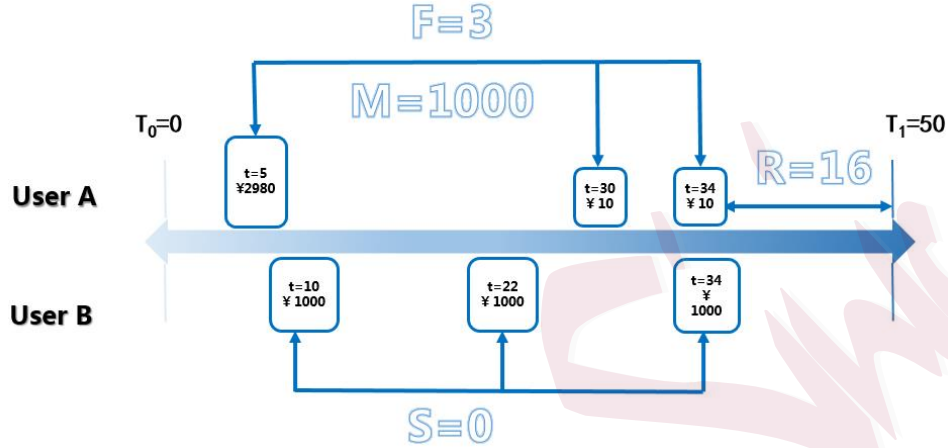 F=3
M=1000
T₀=0
T₁=50
t=5
¥2980
R=16
User A
t=30
¥ 10
t=34
¥ 10
t=10
¥ 1000
t=22
¥ 1000
t=34
¥
1000
User B
S=0